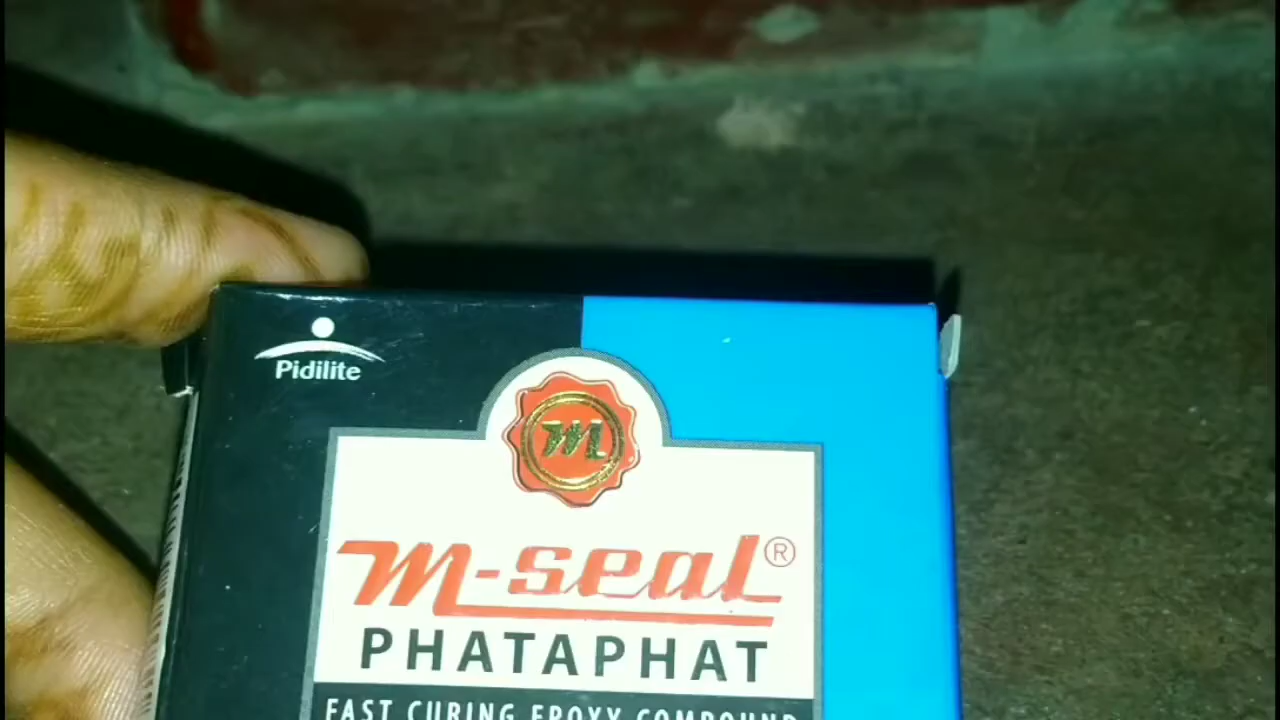 Pidilite
m
m-seal®
PHATAPHAT
FAST CURING EPOXY COMPOUND